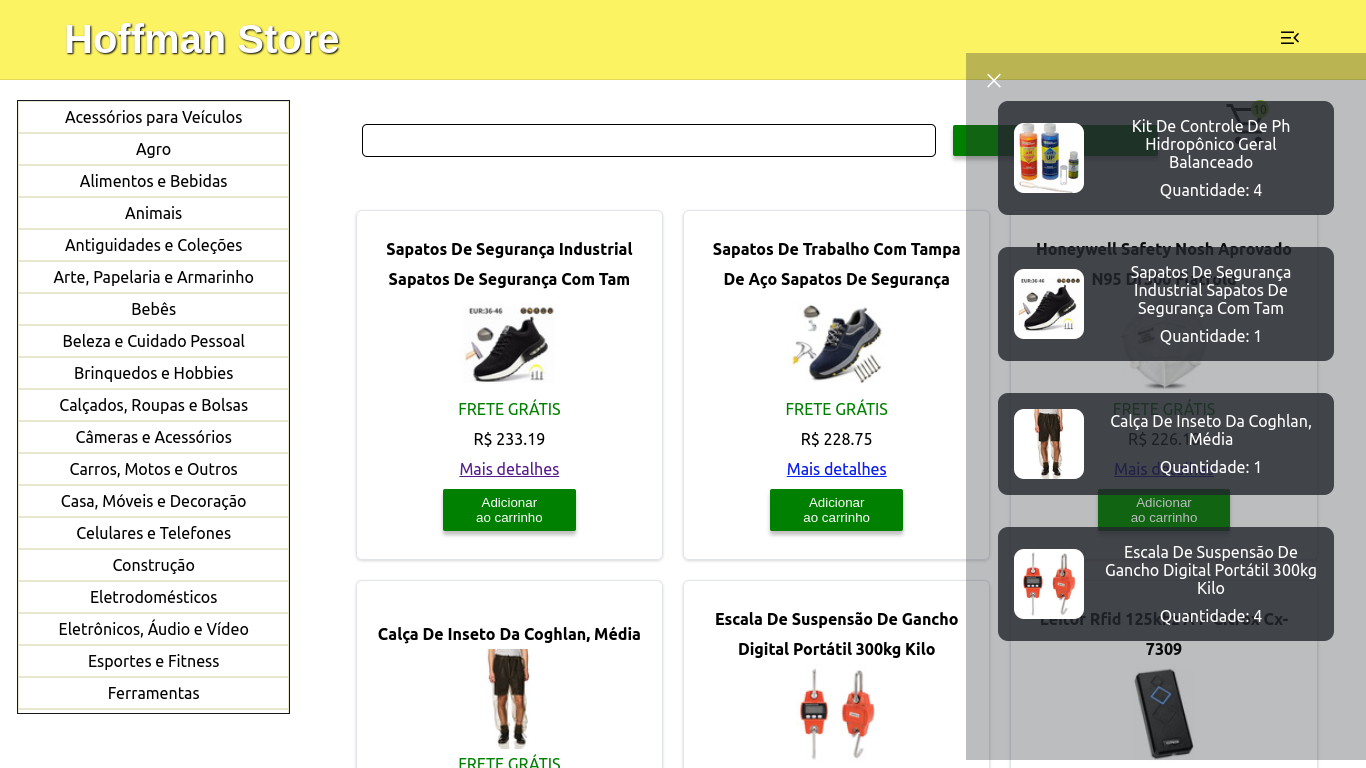 Hoffman Store
Acessórios para Veículos
Agro
Alimentos e Bebidas
Animais
Antiguidades e Coleções
Arte, Papelaria e Armarinho
Bebês
Beleza e Cuidado Pessoal
Brinquedos e Hobbies
Calçados, Roupas e Bolsas
Câmeras e Acessórios
Carros, Motos e Outros
Casa, Móveis e Decoração
Celulares e Telefones
Construção
Eletrodomésticos
Eletrônicos, Áudio e Vídeo
Esportes e Fitness
Ferramentas
Sapatos De Segurança Industrial
Sapatos De Segurança Com Tam
EUR:36-46
FRETE GRÁTIS
R$ 233.19
Mais detalhes
Adicionar
ao carrinho
Sapatos De Trabalho Com Tampa
De Aço Sapatos De Segurança
FRETE GRÁTIS
R$ 228.75
Mais detalhes
Adicionar
ao carrinho
Honeywell Safety Nosh Aprovado
N95
FRETE GRÁTIS
R$ 226.1
Mais detalhes
Adicionar
ao carrinho
Calça De Inseto Da Coghlan, Média
FRETE GRÁTIS
Escala De Suspensão De Gancho
Digital Portátil 300kg Kilo
Leitor Rfid 125k Cx-
7309
10
Kit De Controle De Ph
Hidropônico Geral
Balanceado
Quantidade: 4
EUR:36-46
Sapatos De Segurança
Industrial Sapatos De
Segurança Com Tam
Quantidade: 1
Calça De Inseto Da Coghlan,
Média
Quantidade: 1
Escala De Suspensão De
Gancho Digital Portátil 300kg
Kilo
Quantidade: 4